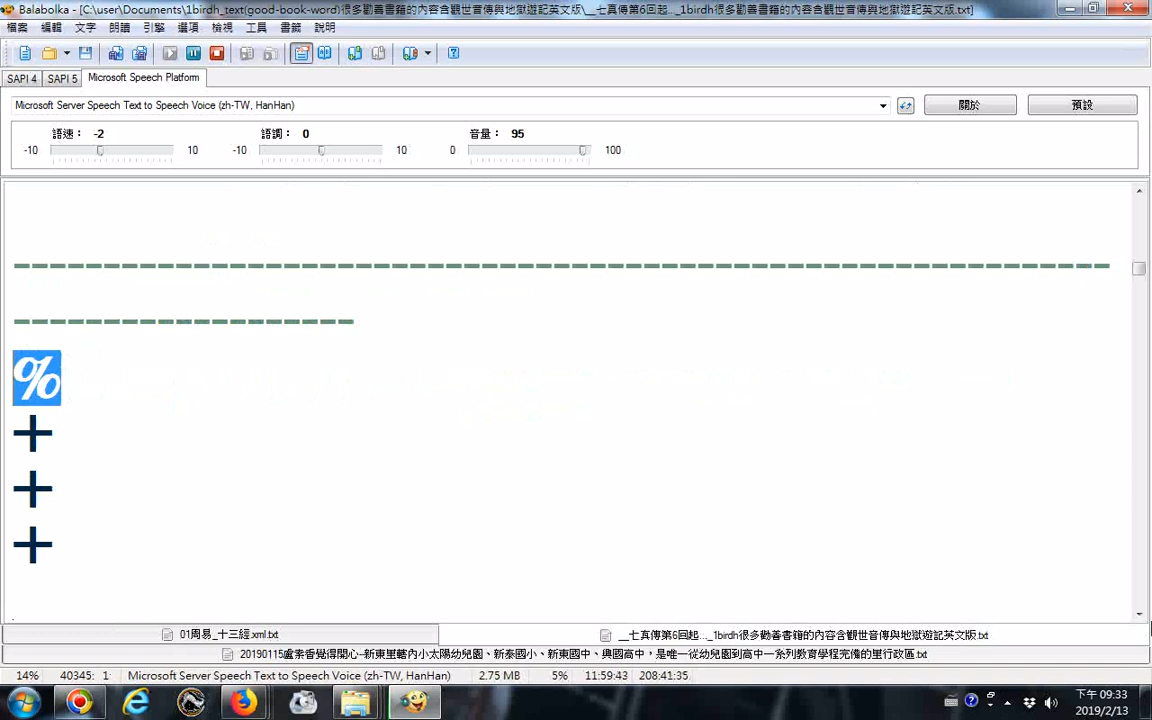 Balabolka - [C:\user\Documents\1birdh_text(good-book-word)很多勸善書籍的內容含觀世音傳與地獄遊記英文版\__七真傳第6回起..._1birdh很多勸善書籍的內容含觀世音傳與地獄遊記英文版.txt]
檔案 編輯 文字 朗讀 引擎 選項 檢視 工具 書籤 說明
SAPI 4 SAPI 5 Microsoft Speech Platform
Microsoft Server Speech Text to Speech Voice (zh-TW, HanHan) 關於 預設
語速： -2 語調： 0 音量： 95
-10 10 -10 10 0 100
%
+
+
+
01周易_十三經.xml.txt __七真傳第6回起..._1birdh很多勸善書籍的內容含觀世音傳與地獄遊記英文版.txt
20190115盧素香覺得開心--新東里轄內小太陽幼兒園、新泰國小、新東國中、興國高中，是唯一從幼兒園到高中一系列教育學程完備的里行政區.txt
14% 40345: 1 Microsoft Server Speech Text to Speech Voice (zh-TW, HanHan) 2.75 MB 5% 11:59:43 208:41:35
下午 09:33
2019/2/13